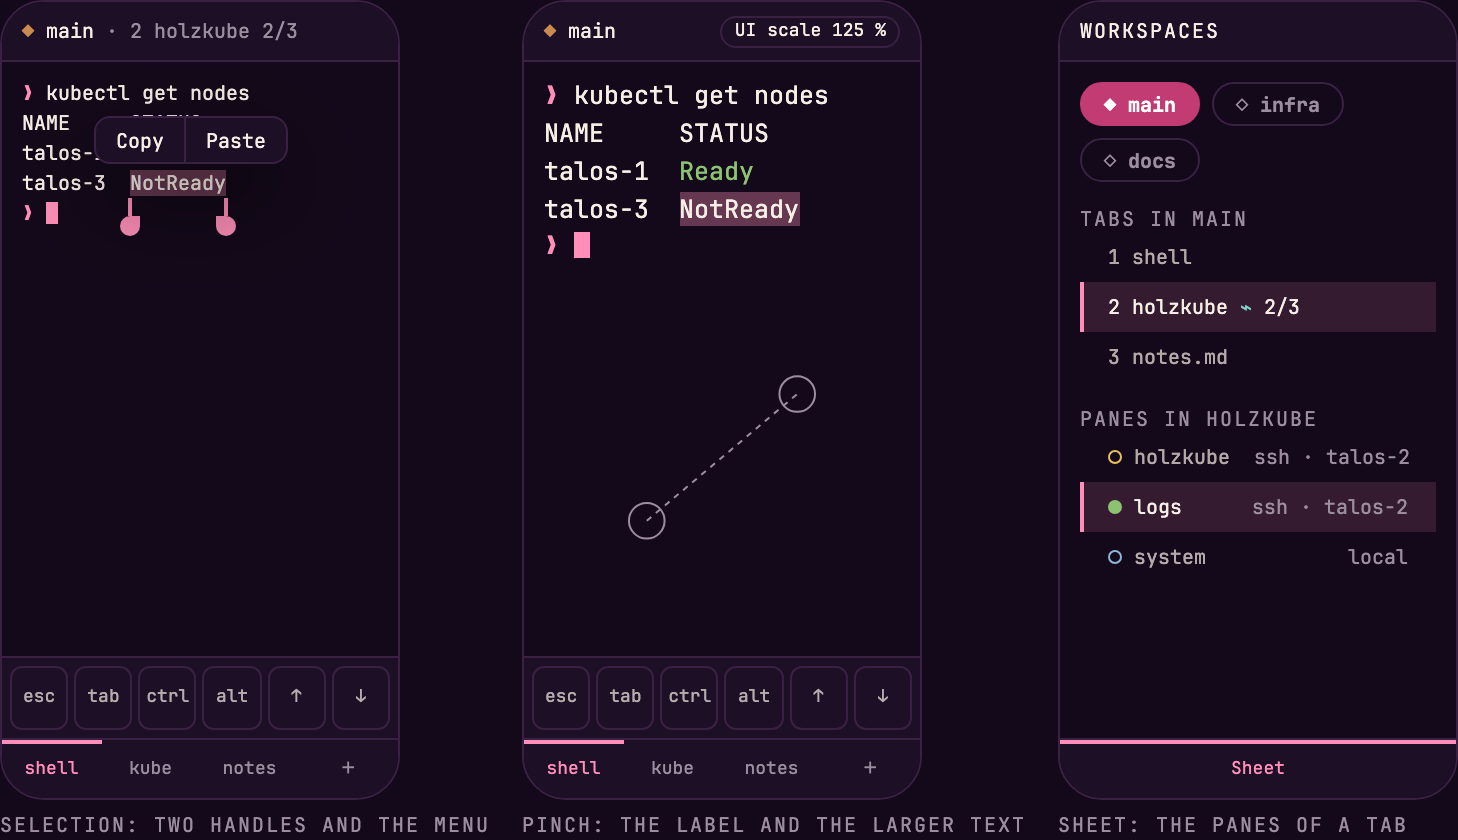 ◆ main · 2 holzkube 2/3
❯ kubectl get nodes
NAME
talos-
Copy Paste
talos-3 NotReady
❯
esc tab ctrl alt ↑ ↓
shell kube notes +
SELECTION: TWO HANDLES AND THE MENU
◆ main UI scale 125 %
❯ kubectl get nodes
NAME STATUS
talos-1 Ready
talos-3 NotReady
❯
esc tab ctrl alt ↑ ↓
shell kube notes +
PINCH: THE LABEL AND THE LARGER TEXT
WORKSPACES
◆ main ◇ infra
◇ docs
TABS IN MAIN
1 shell
2 holzkube ⌁ 2/3
3 notes.md
PANES IN HOLZKUBE
holzkube ssh · talos-2
logs ssh · talos-2
system local
Sheet
SHEET: THE PANES OF A TAB